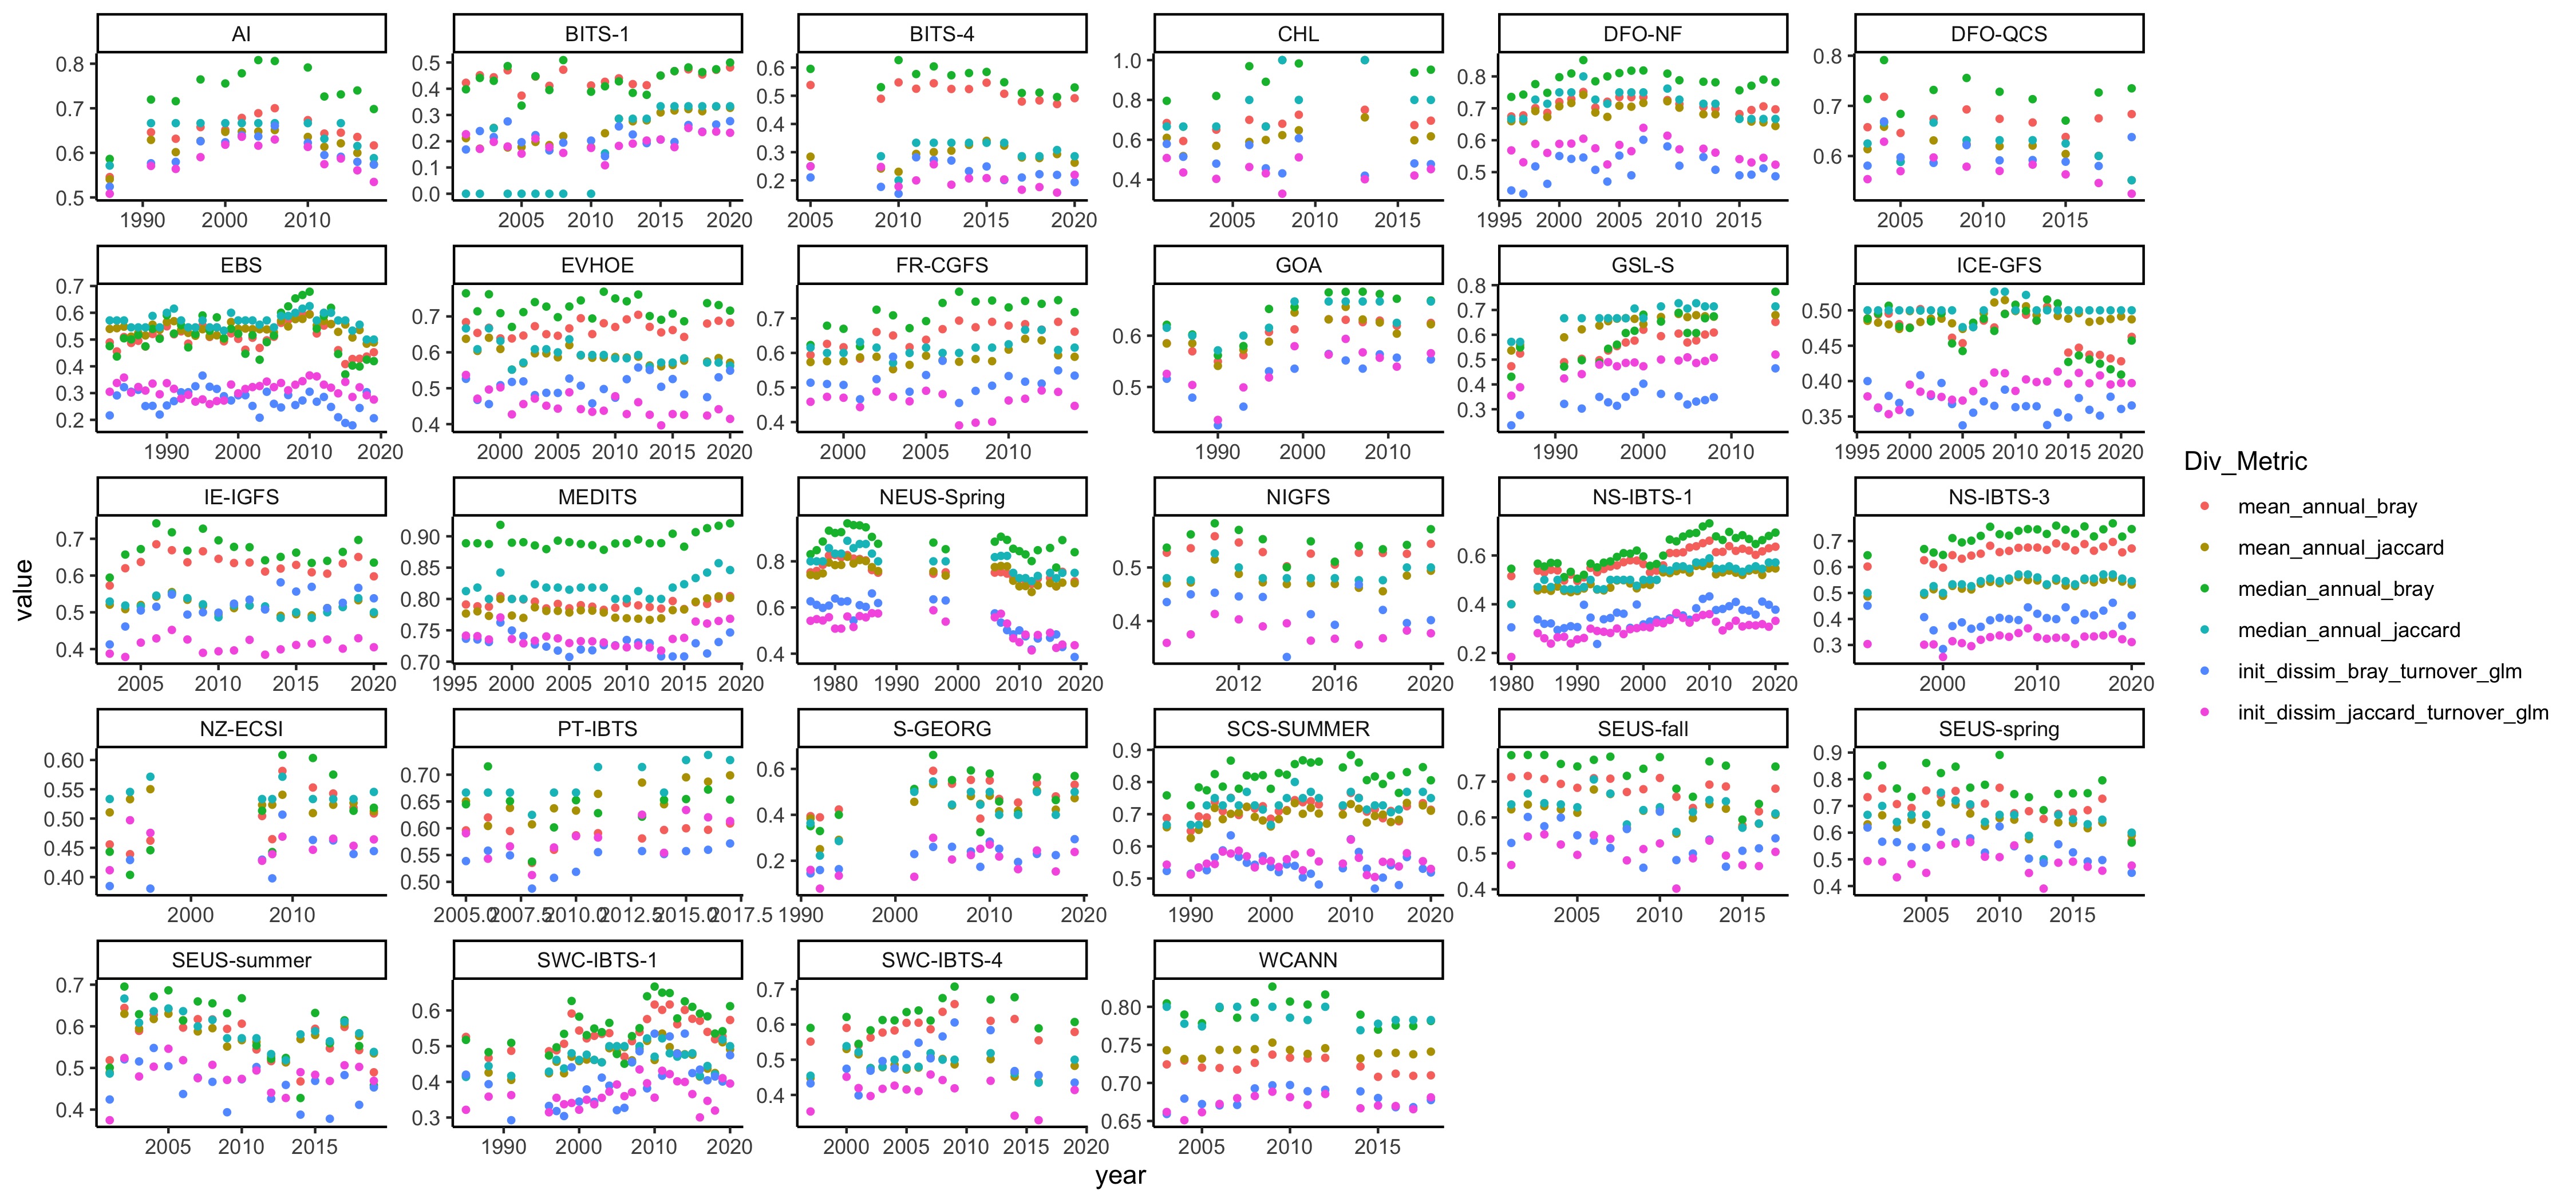 AI
0.8
0.7
0.6
0.5
1990 2000 2010
BITS-1
0.5
0.4
0.3
0.2
0.1
0.0
2005 2010 2015 2020
BITS-4
0.6
0.5
0.4
0.3
0.2
2005 2010 2015 2020
CHL
1.0
0.8
0.6
0.4
2005 2010 2015
DFO-NF
0.8
0.7
0.6
0.5
1995 2000 2005 2010 2015
DFO-QCS
0.8
0.7
0.6
2005 2010 2015
EBS
0.7
0.6
0.5
0.4
0.3
0.2
1990 2000 2010 2020
EVHOE
0.7
0.6
0.5
0.4
2000 2005 2010 2015 2020
FR-CGFS
0.7
0.6
0.5
0.4
2000 2005 2010
GOA
0.6
0.5
1990 2000 2010
GSL-S
0.8
0.7
0.6
0.5
0.4
0.3
1990 2000 2010
ICE-GFS
0.50
0.45
0.40
0.35
1995 2000 2005 2010 2015 2020
IE-IGFS
0.7
0.6
0.5
0.4
2005 2010 2015 2020
MEDITS
0.90
0.85
0.80
0.75
0.70
1995 2000 2005 2010 2015 2020
NEUS-Spring
0.8
0.6
0.4
1980 1990 2000 2010 2020
NIGFS
0.5
0.4
2012 2016 2020
NS-IBTS-1
0.6
0.4
0.2
1980 1990 2000 2010 2020
NS-IBTS-3
0.7
0.6
0.5
0.4
0.3
2000 2010 2020
NZ-ECSI
0.60
0.55
0.50
0.45
0.40
2000 2010
PT-IBTS
0.70
0.65
0.60
0.55
0.50
2005.0 2007.5 2010.0 2012.5 2015.0 2017.5
S-GEORG
0.6
0.4
0.2
1990 2000 2010 2020
SCS-SUMMER
0.9
0.8
0.7
0.6
0.5
1990 2000 2010 2020
SEUS-fall
0.7
0.6
0.5
0.4
2005 2010 2015
SEUS-spring
0.9
0.8
0.7
0.6
0.5
0.4
2005 2010 2015
SEUS-summer
0.7
0.6
0.5
0.4
2005 2010 2015
SWC-IBTS-1
0.6
0.5
0.4
0.3
1990 2000 2010 2020
SWC-IBTS-4
0.7
0.6
0.5
0.4
2000 2005 2010 2015 2020
WCANN
0.80
0.75
0.70
0.65
2005 2010 2015
value
year
Div_Metric
mean_annual_bray
mean_annual_jaccard
median_annual_bray
median_annual_jaccard
init_dissim_bray_turnover_glm
init_dissim_jaccard_turnover_glm